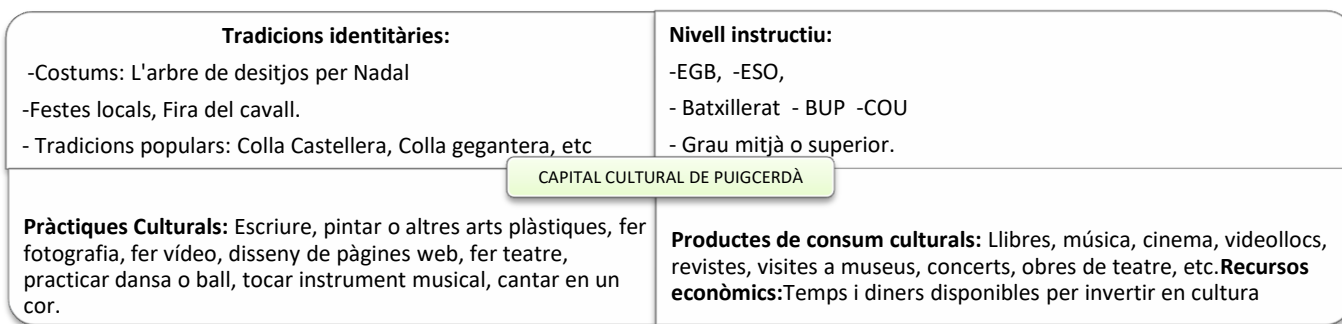 Tradicions identitàries:
-Costums: L'arbre de desitjos per Nadal
-Festes locals, Fira del cavall.
- Tradicions populars: Colla Castellera, Colla gegantera, etc
Nivell instructiu:
-EGB, -ESO,
- Batxillerat - BUP -COU
- Grau mitjà o superior.
CAPITAL CULTURAL DE PUIGCERDÀ
Pràctiques Culturals: Escriure, pintar o altres arts plàstiques, fer
fotografia, fer vídeo, disseny de pàgines web, fer teatre,
practicar dansa o ball, tocar instrument musical, cantar en un
cor.
Productes de consum culturals: Llibres, música, cinema, videollocs,
revistes, visites a museus, concerts, obres de teatre, etc.Recursos
econòmics:Temps i diners disponibles per invertir en cultura